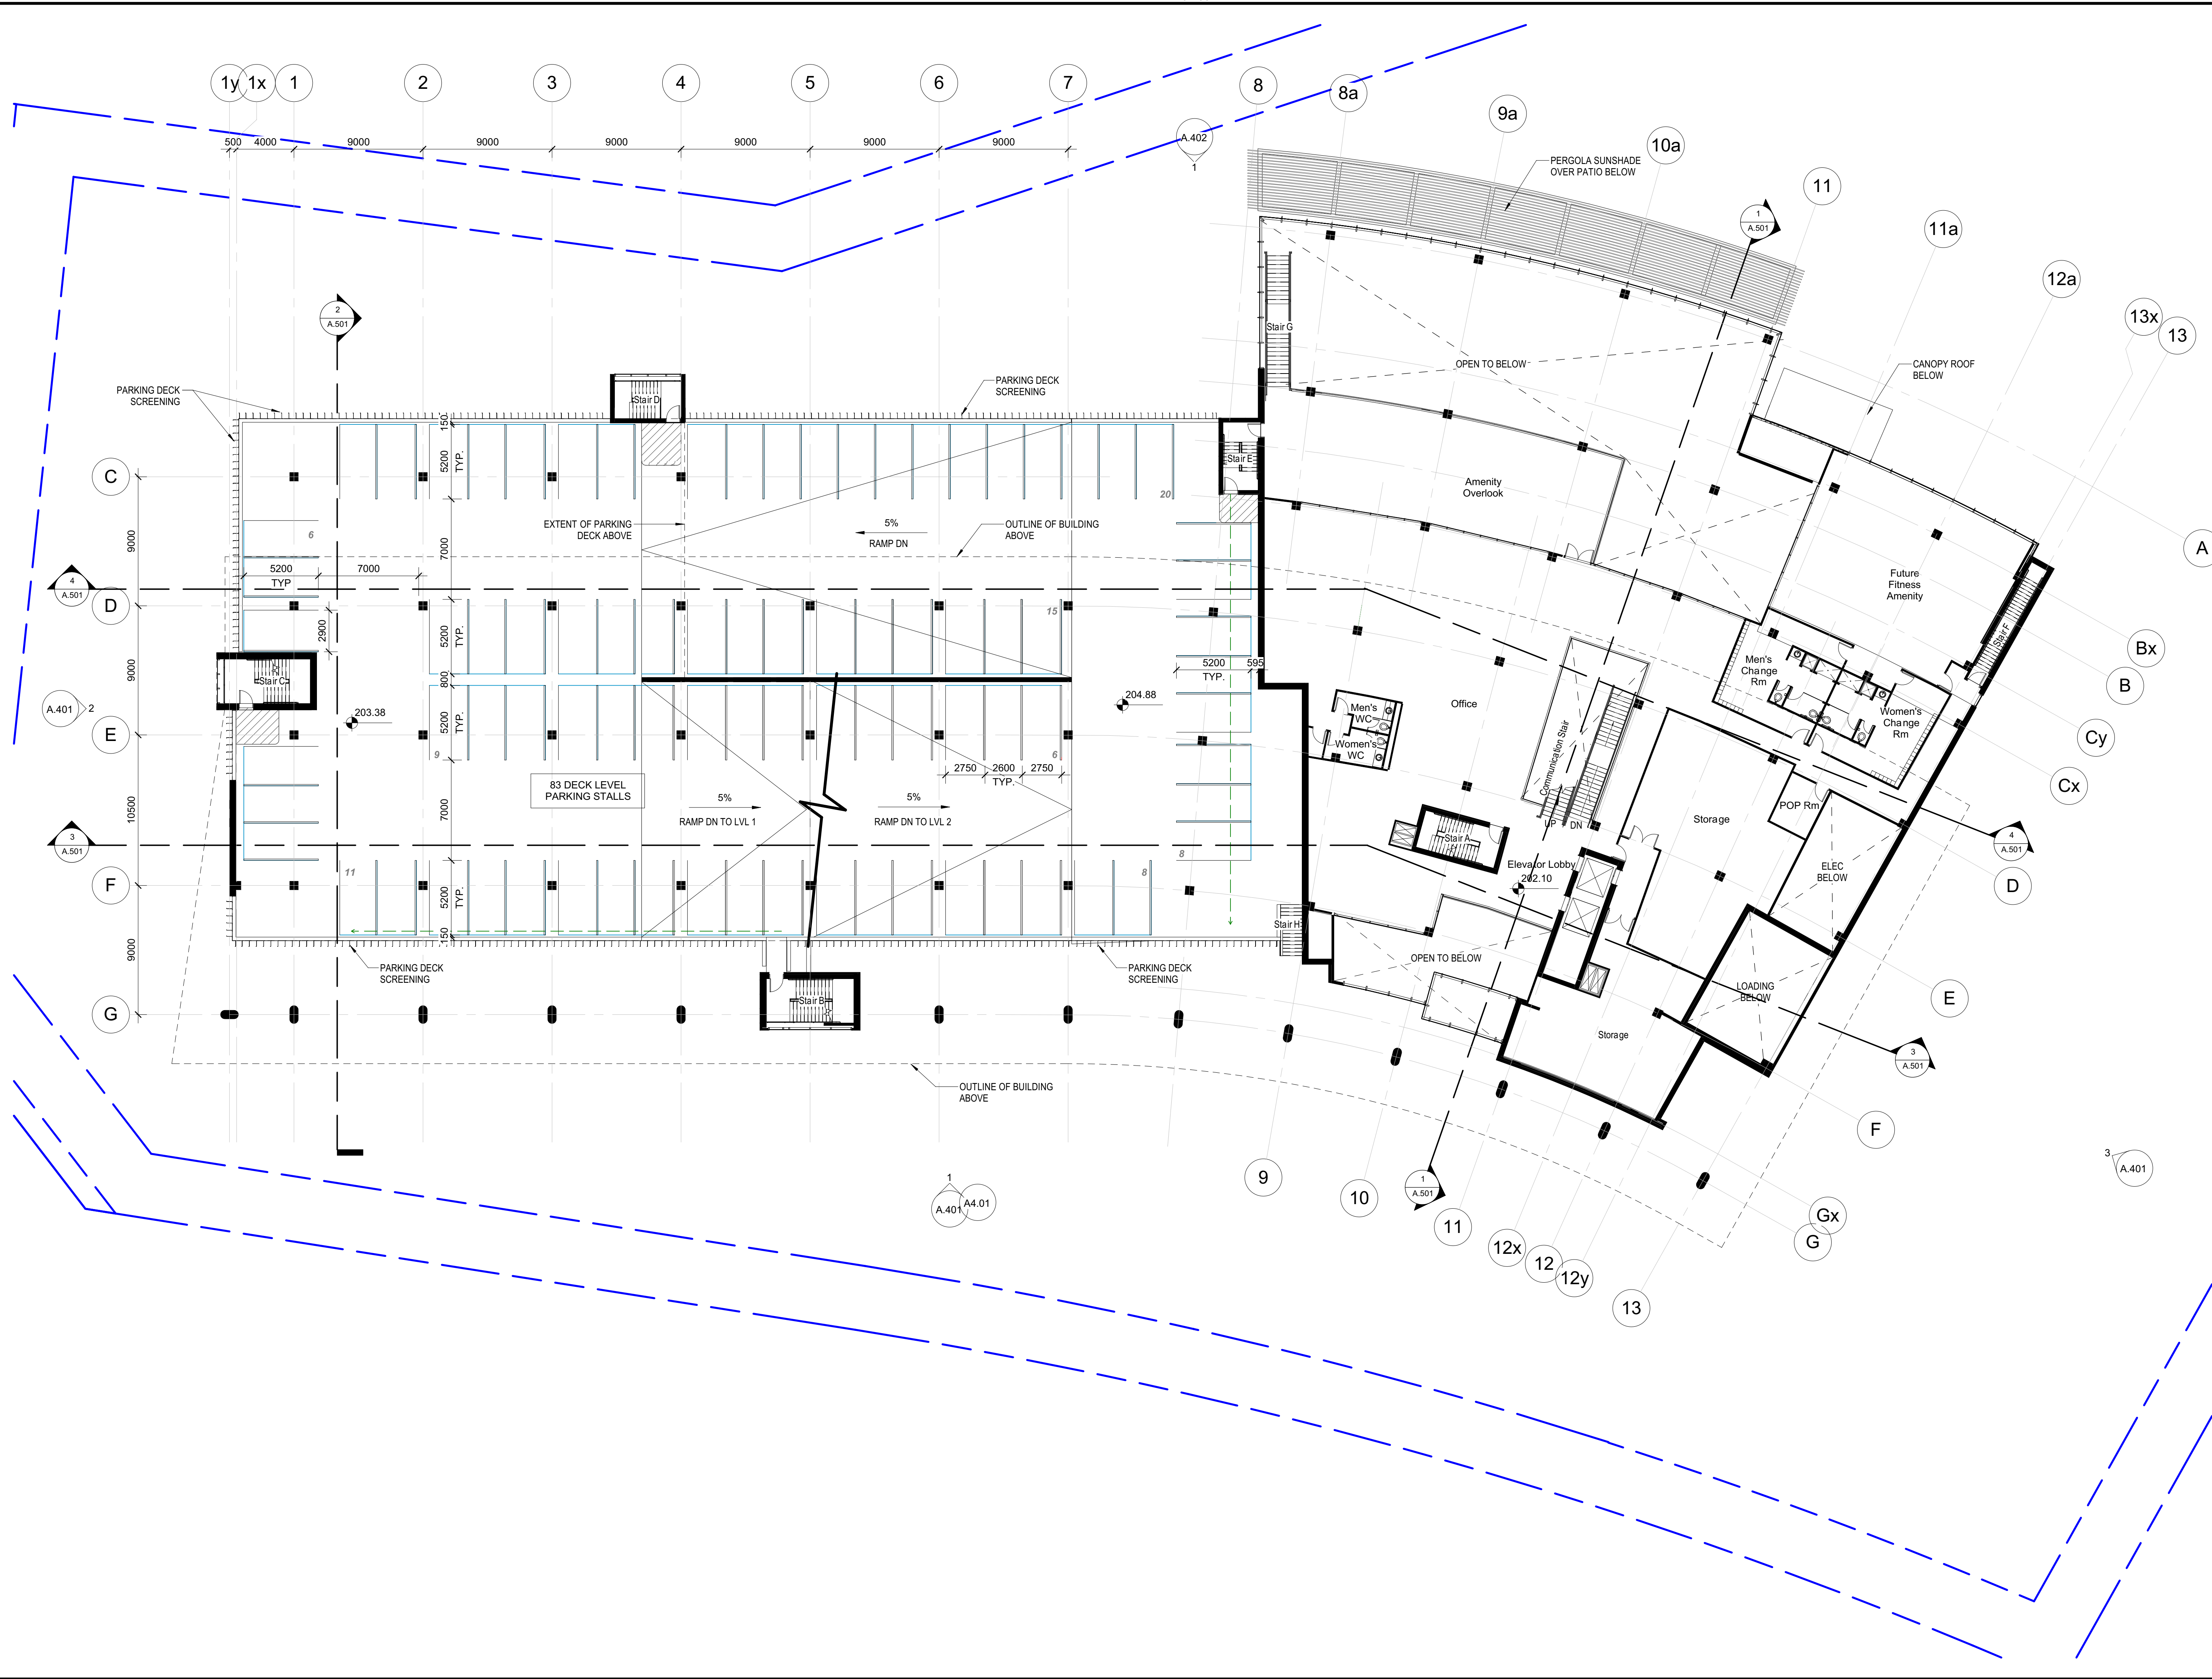 1y
1x
1
2
3
4
5
6
7
8
8a
9a
10a
11
11a
12a
13x
13
500
4000
9000
9000
9000
9000
9000
9000
A.402
1
PERGOLA SUNSHADE
OVER PATIO BELOW
1
A.501
2
A.501
PARKING DECK
SCREENING
Stair D
PARKING DECK
SCREENING
Stair G
OPEN TO BELOW
CANOPY ROOF
BELOW
150
5200
TYP.
C
Stair E
Amenity
Overlook
20
6
EXTENT OF PARKING
DECK ABOVE
5%
RAMP DN
OUTLINE OF BUILDING
ABOVE
9000
7000
A
5200
TYP
7000
4
A.501
D
Future
Fitness
Amenity
15
2900
5200
TYP.
Stair F
Bx
9000
Stair C
800
5200
TYP.
595
Men's
Change
Rm
B
A.401
2
203.38
204.88
Office
Men's
WC
Women's
WC
Communication Stair
Women's
Change
Rm
E
5200
TYP.
9
6
Cy
83 DECK LEVEL
PARKING STALLS
2750
2600
TYP.
2750
Cx
10500
7000
5%
RAMP DN TO LVL 1
5%
RAMP DN TO LVL 2
POP Rm
Storage
UP
DN
Stair A
3
A.501
8
4
A.501
11
8
Elevator Lobby
202.10
ELEC
BELOW
F
5200
TYP.
D
150
Stair H
9000
PARKING DECK
SCREENING
PARKING DECK
SCREENING
OPEN TO BELOW
LOADING
BELOW
Stair B
E
G
Storage
3
A.501
OUTLINE OF BUILDING
ABOVE
F
3
A.401
9
10
1
A.501
1
A.401
A4.01
11
Gx
G
12x
12
12y
13